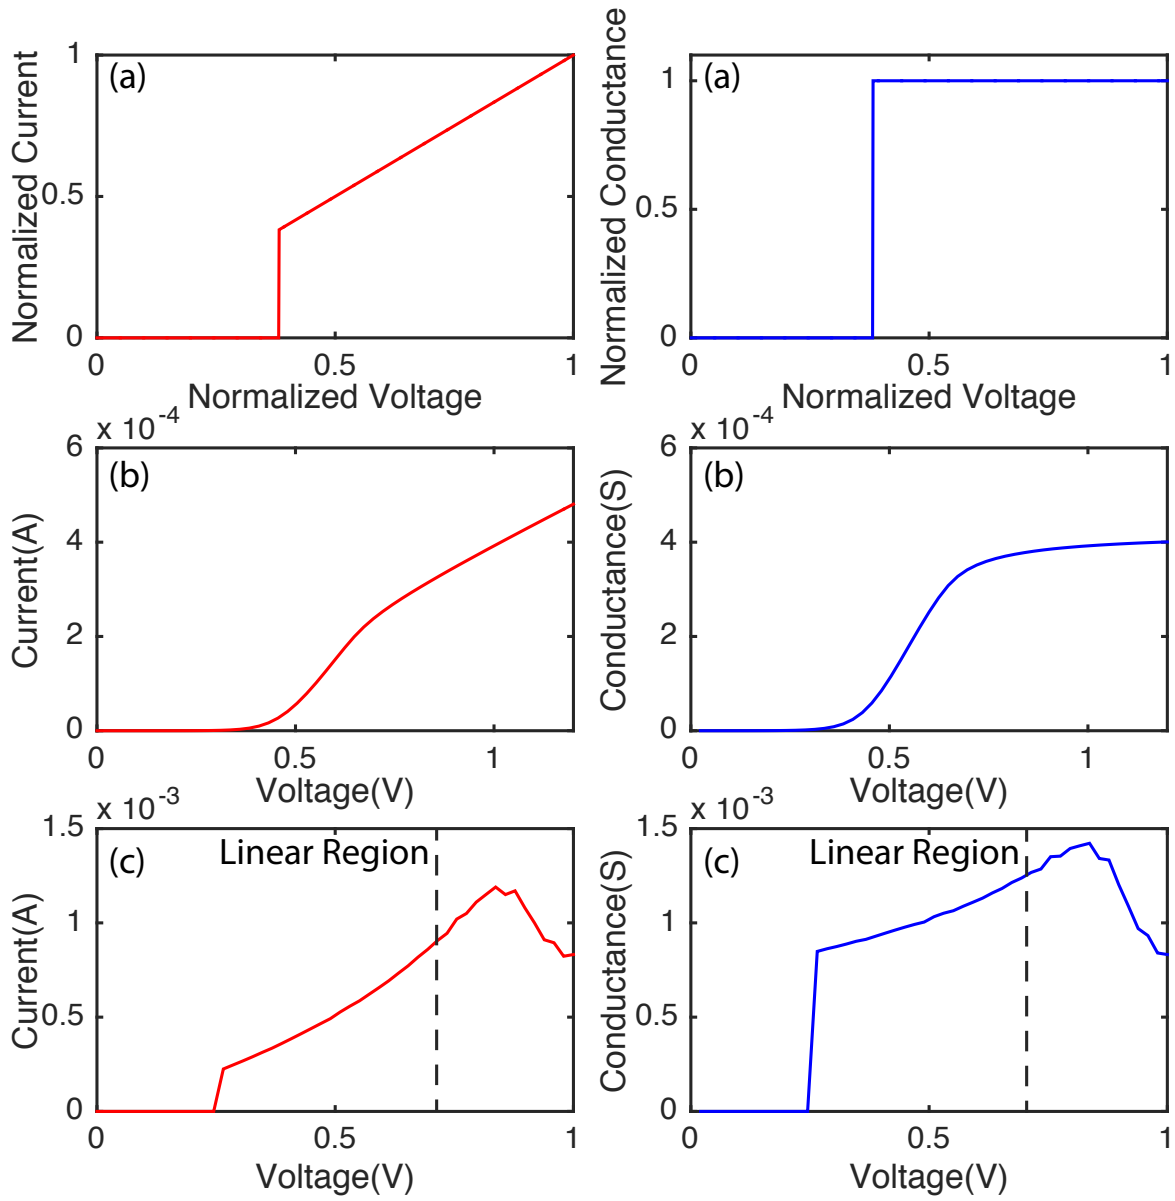 Normalized Current
1
0.5
0
(a)
0
0.5
1
Normalized Voltage
Normalized Conductance
1
0.5
0
(a)
0
0.5
1
Normalized Voltage
x 10-4
Current(A)
6
4
2
0
(b)
0
0.5
1
Voltage(V)
x 10-4
Conductance(S)
6
4
2
0
(b)
0
0.5
1
Voltage(V)
x 10-3
Current(A)
1.5
1
0.5
0
(c)
Linear Region
0
0.5
1
Voltage(V)
x 10-3
Conductance(S)
1.5
1
0.5
0
(c)
Linear Region
0
0.5
1
Voltage(V)